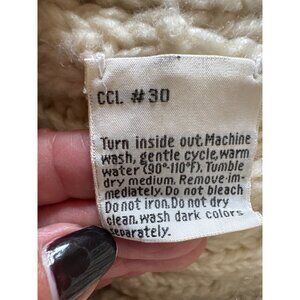 CCL #30
Turn inside out. Machine
wash, gentle cycle, warm
water (90°-110°F). Tumble
dry medium. Remove im-
mediately. Do not bleach
Do not iron. Do not dry
clean. wash dark colors
separately.